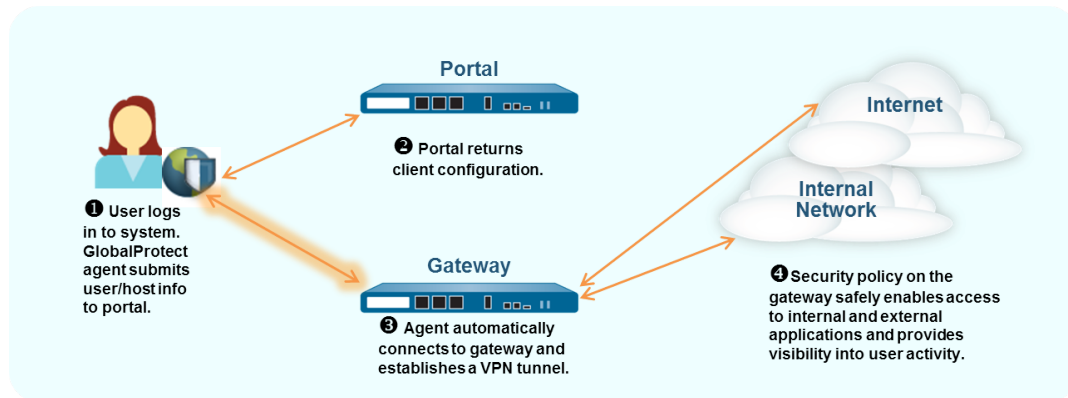 Portal
❷ Portal returns
client configuration.
❶ User logs
in to system.
GlobalProtect
agent submits
user/host info
to portal.
Gateway
❸ Agent automatically
connects to gateway and
establishes a VPN tunnel.
Internet
Internal
Network
❹Security policy on the
gateway safely enables access
to internal and external
applications and provides
visibility into user activity.